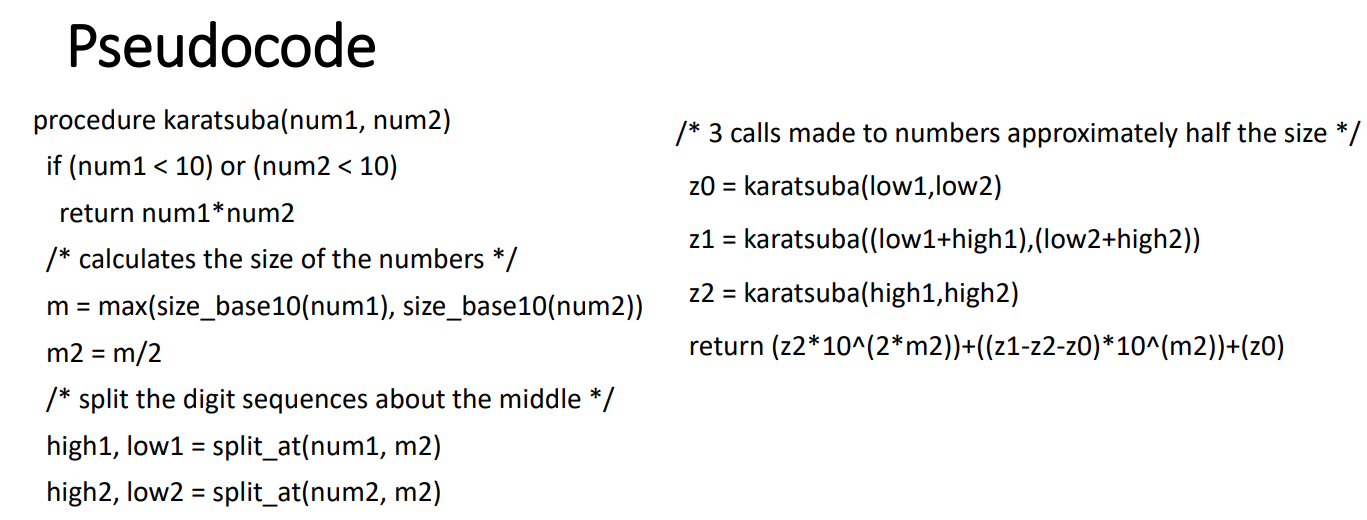 Pseudocode
procedure karatsuba(num1, num2)
if (num1 < 10) or (num2 < 10)
return num1*num2
/* calculates the size of the numbers */
m = max(size_base10(num1), size_base10(num2))
m2 = m/2
/* split the digit sequences about the middle */
high1, low1 = split_at(num1, m2)
high2, low2 = split_at(num2, m2)
/* 3 calls made to numbers approximately half the size */
z0 = karatsuba(low1,low2)
z1 = karatsuba((low1+high1),(low2+high2))
z2 = karatsuba(high1,high2)
return (z2*10^(2*m2))+((z1-z2-z0)*10^(m2))+(z0)